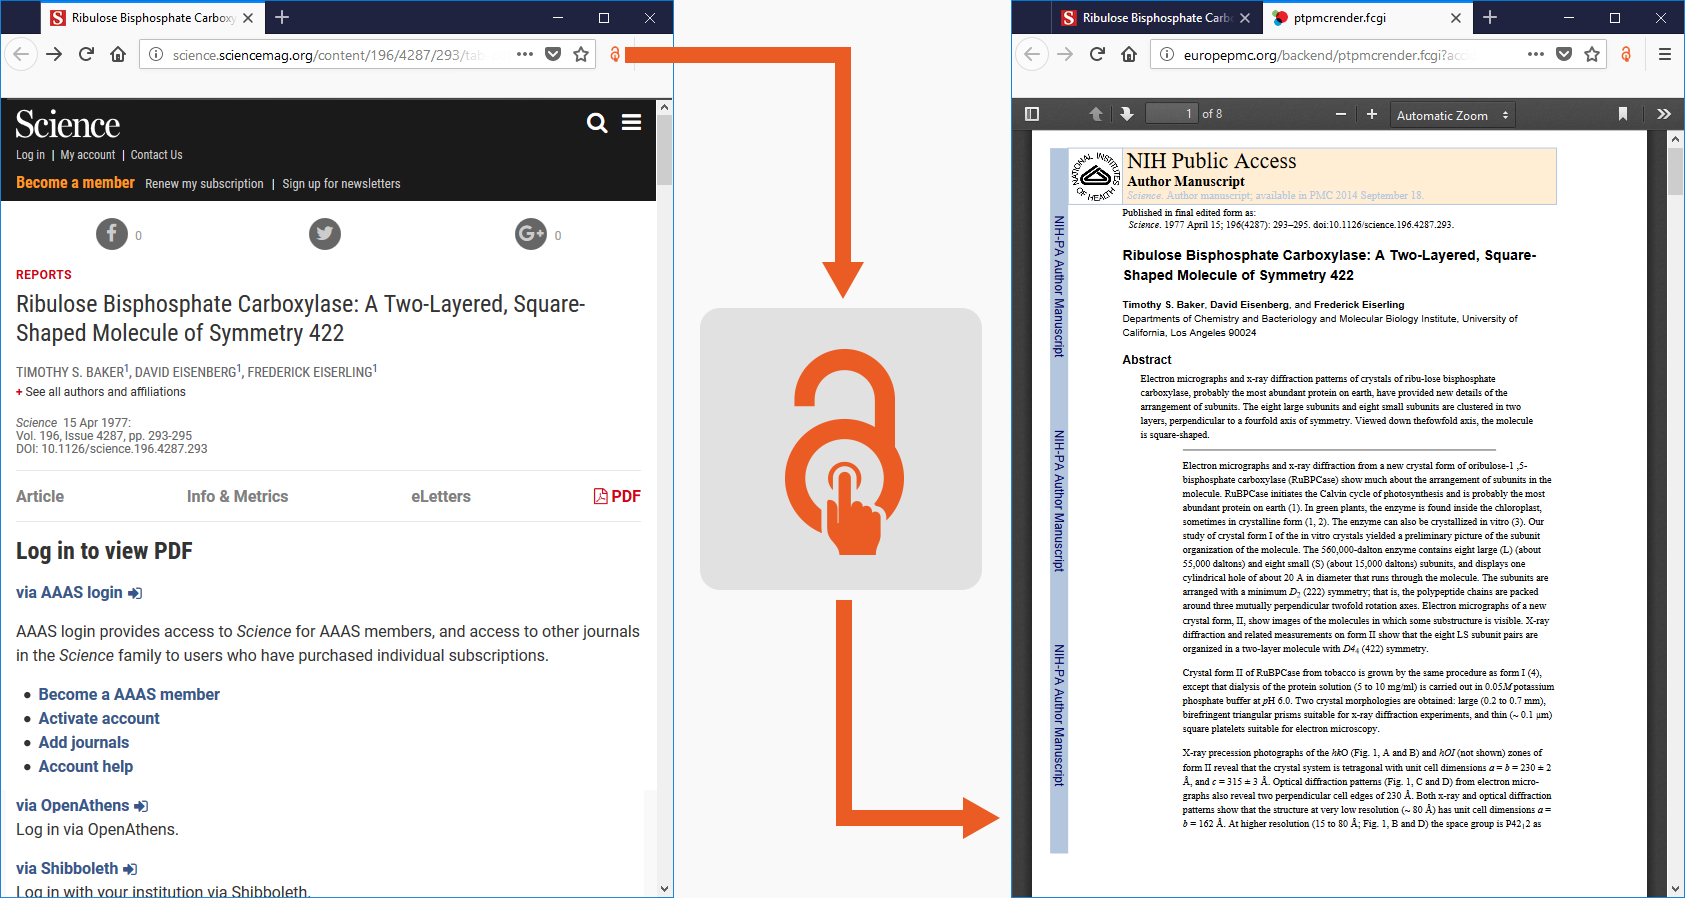 Ribulose Bisphosphate Carboxy
science.sciencemag.org/content/196/4287/293/tab-
Science
Log in | My account | Contact Us
Become a member Renew my subscription | Sign up for newsletters
0
G+ 0
REPORTS
Ribulose Bisphosphate Carboxylase: A Two-Layered, Square-
Shaped Molecule of Symmetry 422
TIMOTHY S. BAKER1, DAVID EISENBERG1, FREDERICK EISERLING1
+ See all authors and affiliations
Science 15 Apr 1977:
Vol. 196, Issue 4287, pp. 293-295
DOI: 10.1126/science.196.4287.293
Article Info & Metrics eLetters PDF
Log in to view PDF
via AAAS login
AAAS login provides access to Science for AAAS members, and access to other journals
in the Science family to users who have purchased individual subscriptions.
• Become a AAAS member
• Activate account
• Add journals
• Account help
via OpenAthens
Log in via OpenAthens.
via Shibboleth
Log in with your institution via Shibboleth.
Ribulose Bisphosphate Carbo
ptpmcrender.fcgi
europepmc.org/backend/ptpmcrender.fcgi?acc
1 of 8
Automatic Zoom
NATIONAL INSTITUTES OF HEALTH
NIH Public Access
Author Manuscript
Science. Author manuscript; available in PMC 2014 September 18.
Published in final edited form as:
Science. 1977 April 15; 196(4287): 293–295. doi:10.1126/science.196.4287.293.
NIH-PA Author Manuscript
NIH-PA Author Manuscript
NIH-PA Author Manuscript
Ribulose Bisphosphate Carboxylase: A Two-Layered, Square-
Shaped Molecule of Symmetry 422
Timothy S. Baker, David Eisenberg, and Frederick Eiserling
Departments of Chemistry and Bacteriology and Molecular Biology Institute, University of
California, Los Angeles 90024
Abstract
Electron micrographs and x-ray diffraction patterns of crystals of ribu-lose bisphosphate
carboxylase, probably the most abundant protein on earth, have provided new details of the
arrangement of subunits. The eight large subunits and eight small subunits are clustered in two
layers, perpendicular to a fourfold axis of symmetry. Viewed down thefowfold axis, the molecule
is square-shaped.
Electron micrographs and x-ray diffraction from a new crystal form of oribulose-1 ,5-
bisphosphate carboxylase (RuBPCase) show much about the arrangement of subunits in the
molecule. RuBPCase initiates the Calvin cycle of photosynthesis and is probably the most
abundant protein on earth (1). In green plants, the enzyme is found inside the chloroplast,
sometimes in crystalline form (1, 2). The enzyme can also be crystallized in vitro (3). Our
study of crystal form I of the in vitro crystals yielded a preliminary picture of the subunit
organization of the molecule. The 560,000-dalton enzyme contains eight large (L) (about
55,000 daltons) and eight small (S) (about 15,000 daltons) subunits, and displays one
cylindrical hole of about 20 A in diameter that runs through the molecule. The subunits are
arranged with a minimum D2 (222) symmetry; that is, the polypeptide chains are packed
around three mutually perpendicular twofold rotation axes. Electron micrographs of a new
crystal form, II, show images of the molecules in which some substructure is visible. X-ray
diffraction and related measurements on form II show that the eight LS subunit pairs are
organized in a two-layer molecule with D44 (422) symmetry.
Crystal form II of RuBPCase from tobacco is grown by the same procedure as form I (4),
except that dialysis of the protein solution (5 to 10 mg/ml) is carried out in 0.05M potassium
phosphate buffer at pH 6.0. Two crystal morphologies are obtained: large (0.2 to 0.7 mm),
birefringent triangular prisms suitable for x-ray diffraction experiments, and thin (~ 0.1 μm)
square platelets suitable for electron microscopy.
X-ray precession photographs of the hkO (Fig. 1, A and B) and hOI (not shown) zones of
form II reveal that the crystal system is tetragonal with unit cell dimensions a = b = 230 ± 2
Å, and c = 315 ± 3 Å. Optical diffraction patterns (Fig. 1, C and D) from electron micro-
graphs also reveal two perpendicular cell edges of 230 Å. Both x-ray and optical diffraction
patterns show that the structure at very low resolution (~ 80 Å) has unit cell dimensions a =
b = 162 Å. At higher resolution (15 to 80 Å; Fig. 1, B and D) the space group is P4212 as